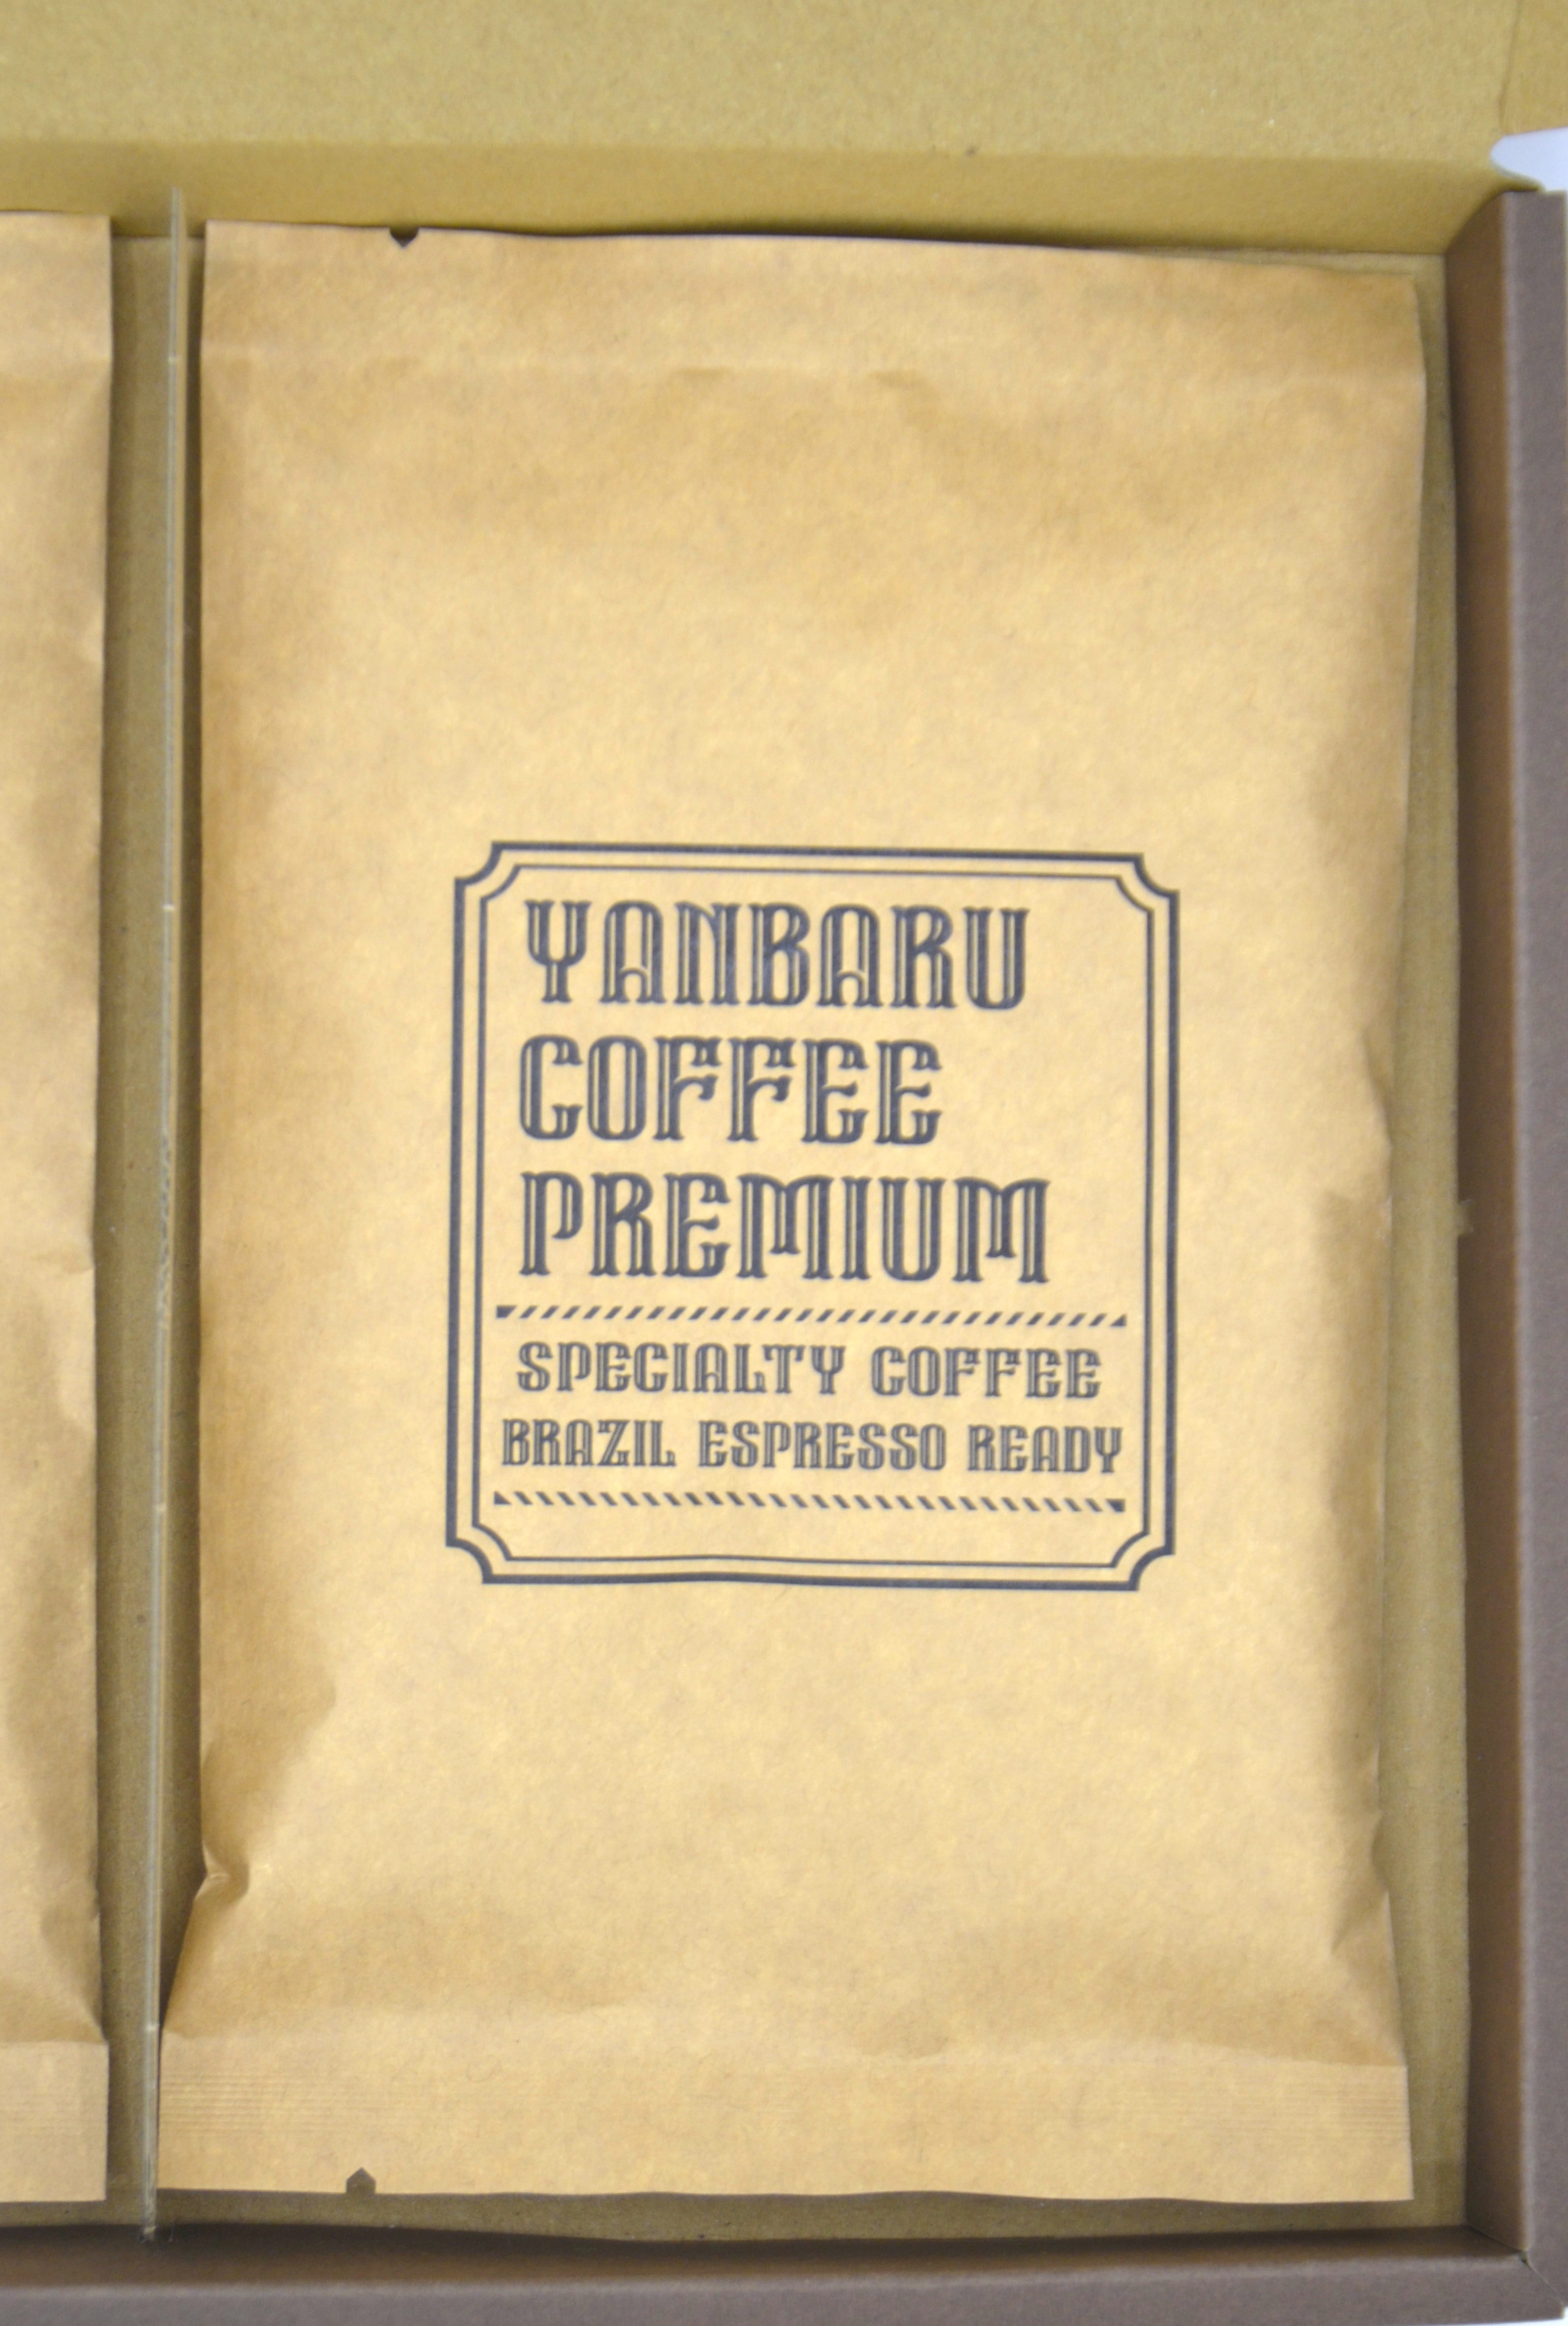 YANBARU
COFFEE
PREMIUM
SPECIALTY COFFEE
BRAZIL ESPRESSO READY